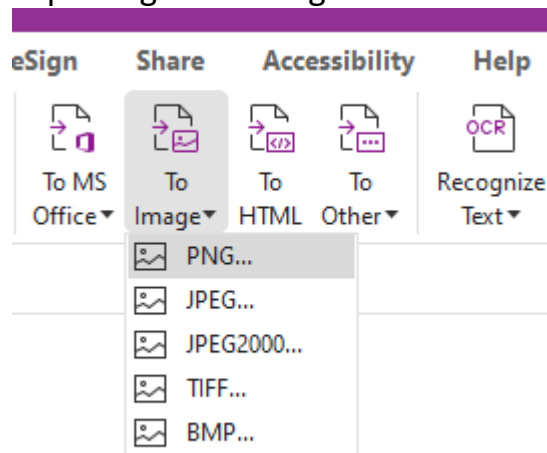 eSign Share Accessibility Help
OCR
To MS To To To Recognize
Office Image HTML Other Text
PNG...
JPEG...
JPEG2000...
TIFF...
BMP...